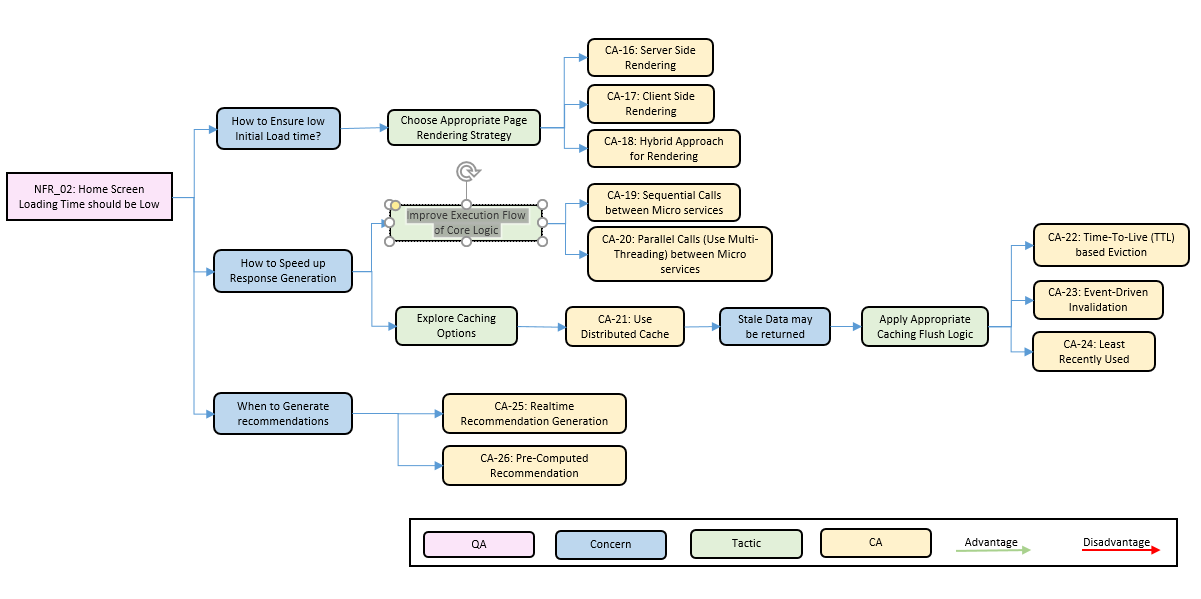 CA-16: Server Side
Rendering
CA-17: Client Side
Rendering
How to Ensure low
Initial Load time?
Choose Appropriate Page
Rendering Strategy
CA-18: Hybrid Approach
for Rendering
NFR_02: Home Screen
Loading Time should be Low
CA-19: Sequential Calls
between Micro services
mprove Execution Flow
of Core Logic
CA-20: Parallel Calls (Use Multi-
Threading) between Micro
services
CA-22: Time-To-Live (TTL)
based Eviction
How to Speed up
Response Generation
CA-23: Event-Driven
Invalidation
Explore Caching
Options
CA-21: Use
Distributed Cache
Stale Data may
be returned
Apply Appropriate
Caching Flush Logic
CA-24: Least
Recently Used
When to Generate
recommendations
CA-25: Realtime
Recommendation Generation
CA-26: Pre-Computed
Recommendation
QA
Concern
Tactic
CA
Advantage
Disadvantage